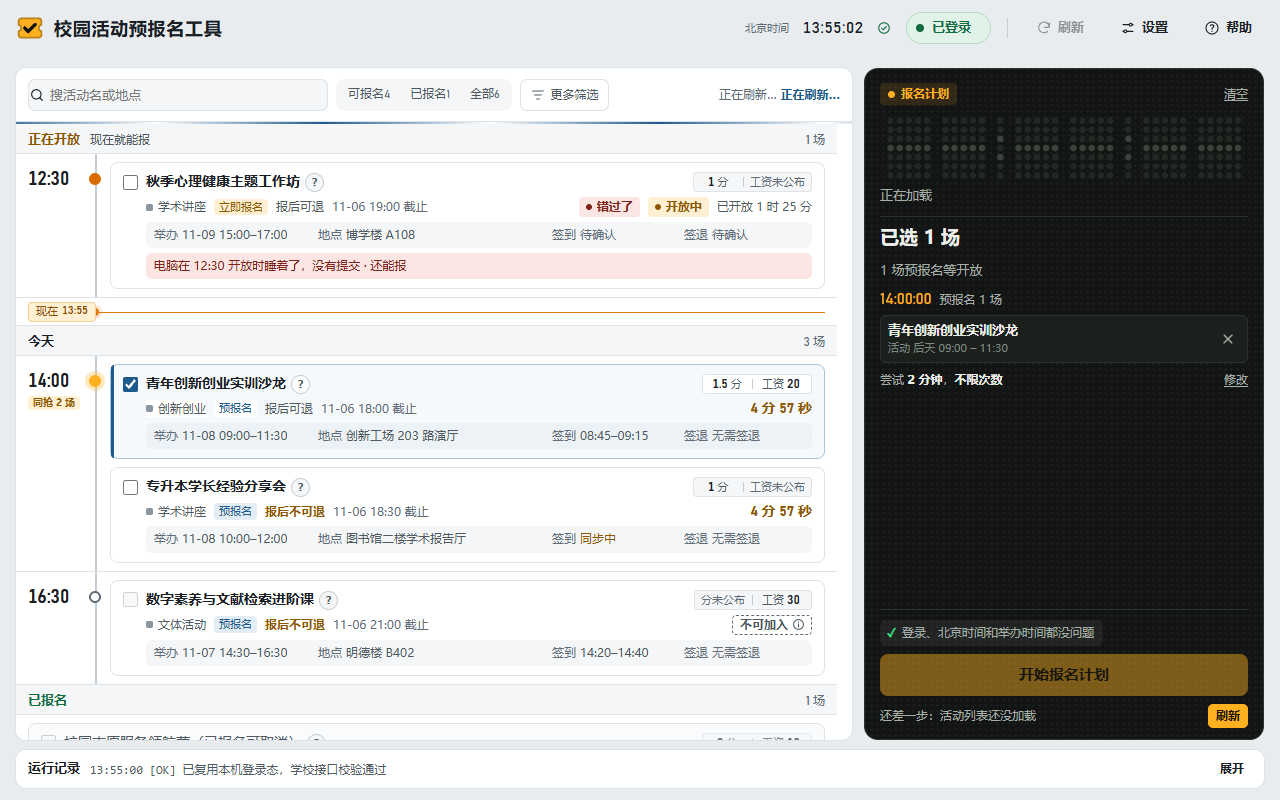 校园活动预报名工具
北京时间 13:55:02 已登录 刷新 设置 帮助
搜活动名或地点 可报名4 已报名1 全部6 更多筛选 正在刷新... 正在刷新...
正在开放 现在就能报 1 场
12:30 秋季心理健康主题工作坊 ? 1 分 工资未公布
学术讲座 立即报名 报后可退 11-06 19:00 截止 错过了 开放中 已开放 1 时 25 分
举办 11-09 15:00–17:00 地点 博学楼 A108 签到 待确认 签退 待确认
电脑在 12:30 开放时睡着了，没有提交 · 还能报
现在 13:55
今天 3 场
14:00 青年创新创业实训沙龙 ? 1.5 分 工资 20
同抢 2 场 创新创业 预报名 报后可退 11-06 18:00 截止 4 分 57 秒
举办 11-08 09:00–11:30 地点 创新工场 203 路演厅 签到 08:45–09:15 签退 无需签退
专升本学长经验分享会 ? 1 分 工资未公布
学术讲座 预报名 报后不可退 11-06 18:30 截止 4 分 57 秒
举办 11-08 10:00–12:00 地点 图书馆二楼学术报告厅 签到 同步中 签退 无需签退
16:30 数字素养与文献检索进阶课 ? 分未公布 工资 30
文体活动 预报名 报后不可退 11-06 21:00 截止 不可加入
举办 11-07 14:30–16:30 地点 明德楼 B402 签到 14:20–14:40 签退 无需签退
已报名 1 场
报名计划 清空
正在加载
已选 1 场
1 场预报名等开放
14:00:00 预报名 1 场
青年创新创业实训沙龙
活动 后天 09:00 – 11:30
尝试 2 分钟，不限次数 修改
登录、北京时间和举办时间都没问题
开始报名计划
还差一步：活动列表还没加载 刷新
运行记录 13:55:00 [OK] 已复用本机登录态，学校接口校验通过 展开